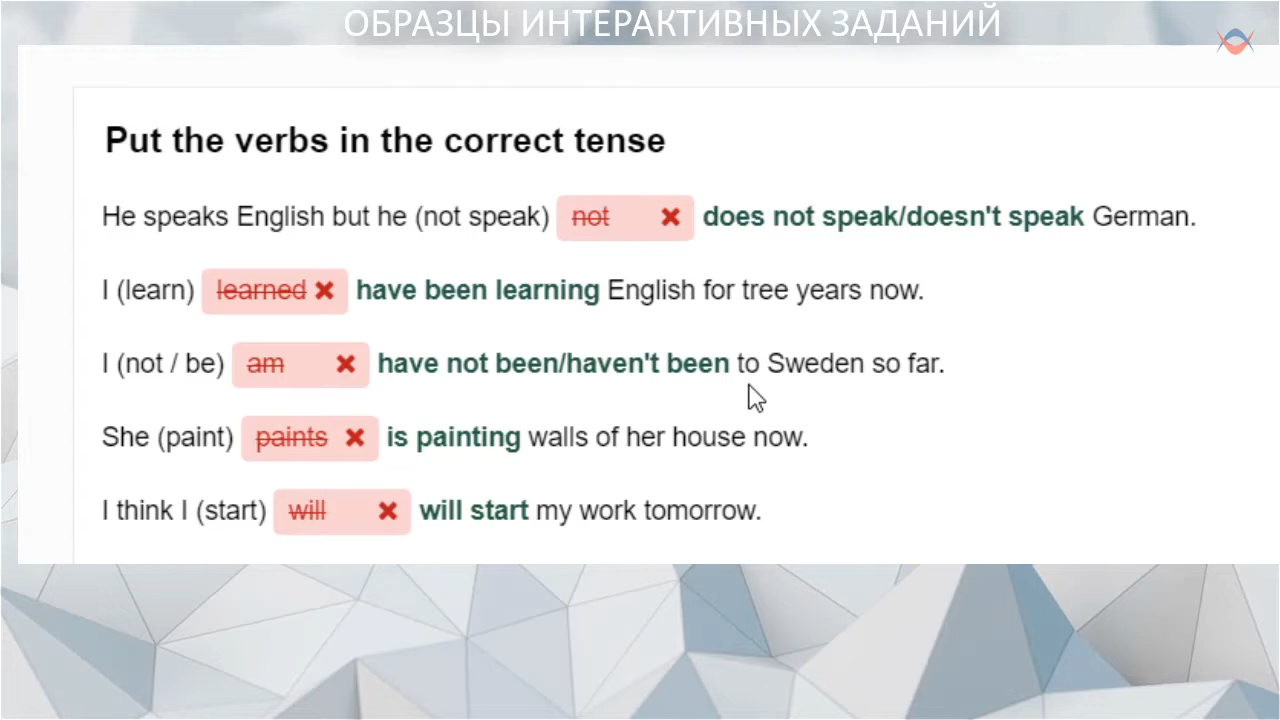 ОБРАЗЦЫ ИНТЕРАКТИВНЫХ ЗАДАНИЙ
Put the verbs in the correct tense
He speaks English but he (not speak) not ✖ does not speak/doesn't speak German.
I (learn) learned ✖ have been learning English for tree years now.
I (not / be) am ✖ have not been/haven't been to Sweden so far.
She (paint) paints ✖ is painting walls of her house now.
I think I (start) will ✖ will start my work tomorrow.